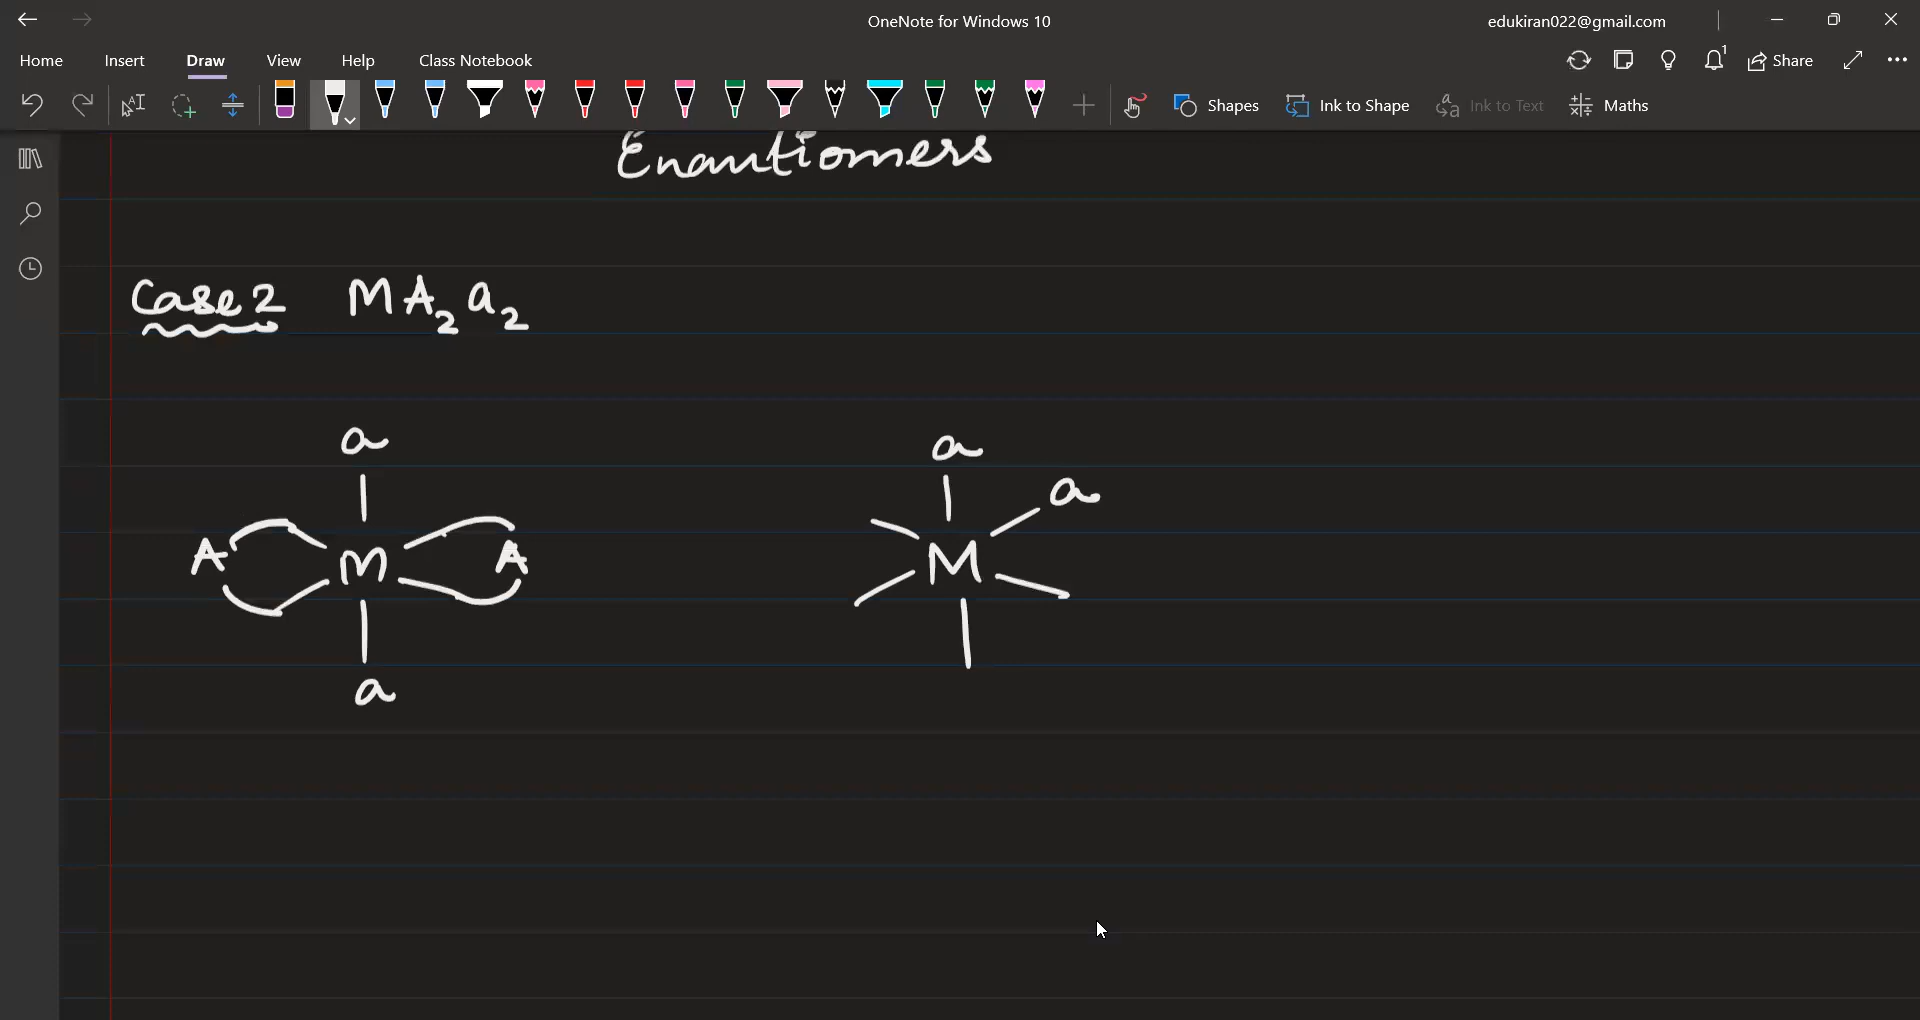 OneNote for Windows 10
edukiran022@gmail.com
Home Insert Draw View Help Class Notebook
1 Share
Shapes Ink to Shape Ink to Text Maths
Enantiomers
Case 2 MA₂a₂
a a
a
A M A M
a